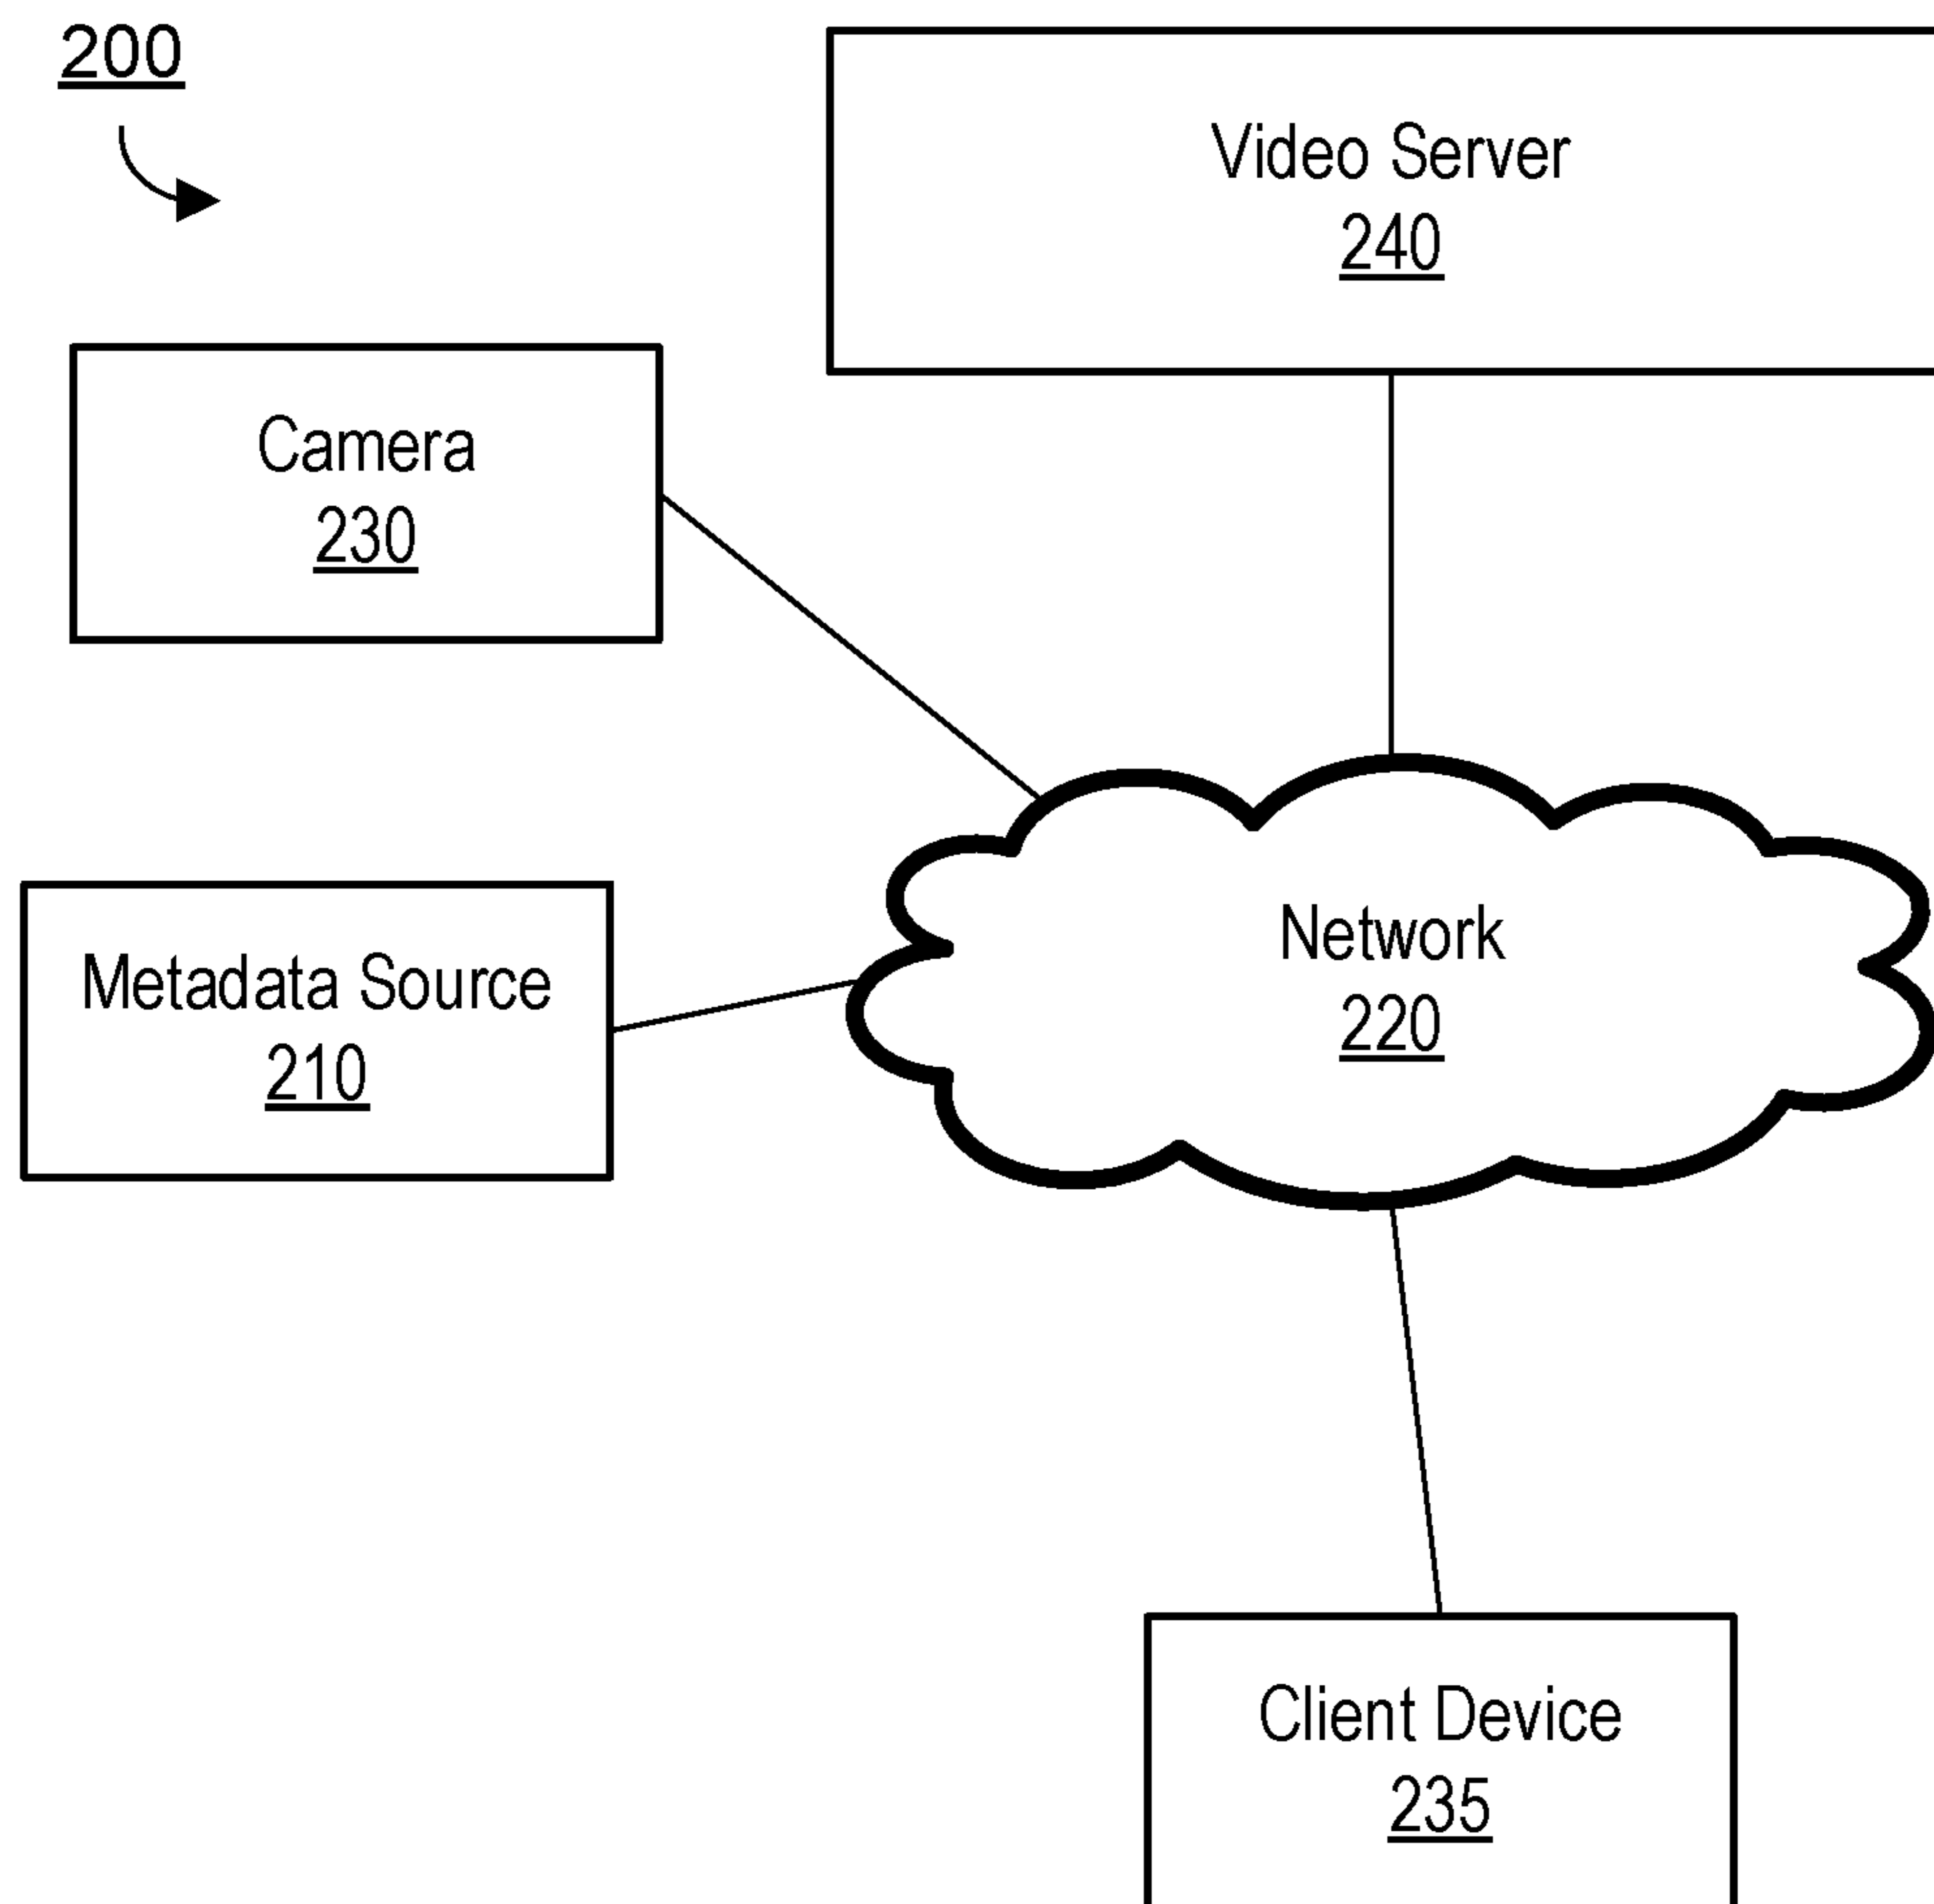 200
Video Server
240
Camera
230
Network
220
Metadata Source
210
Client Device
235